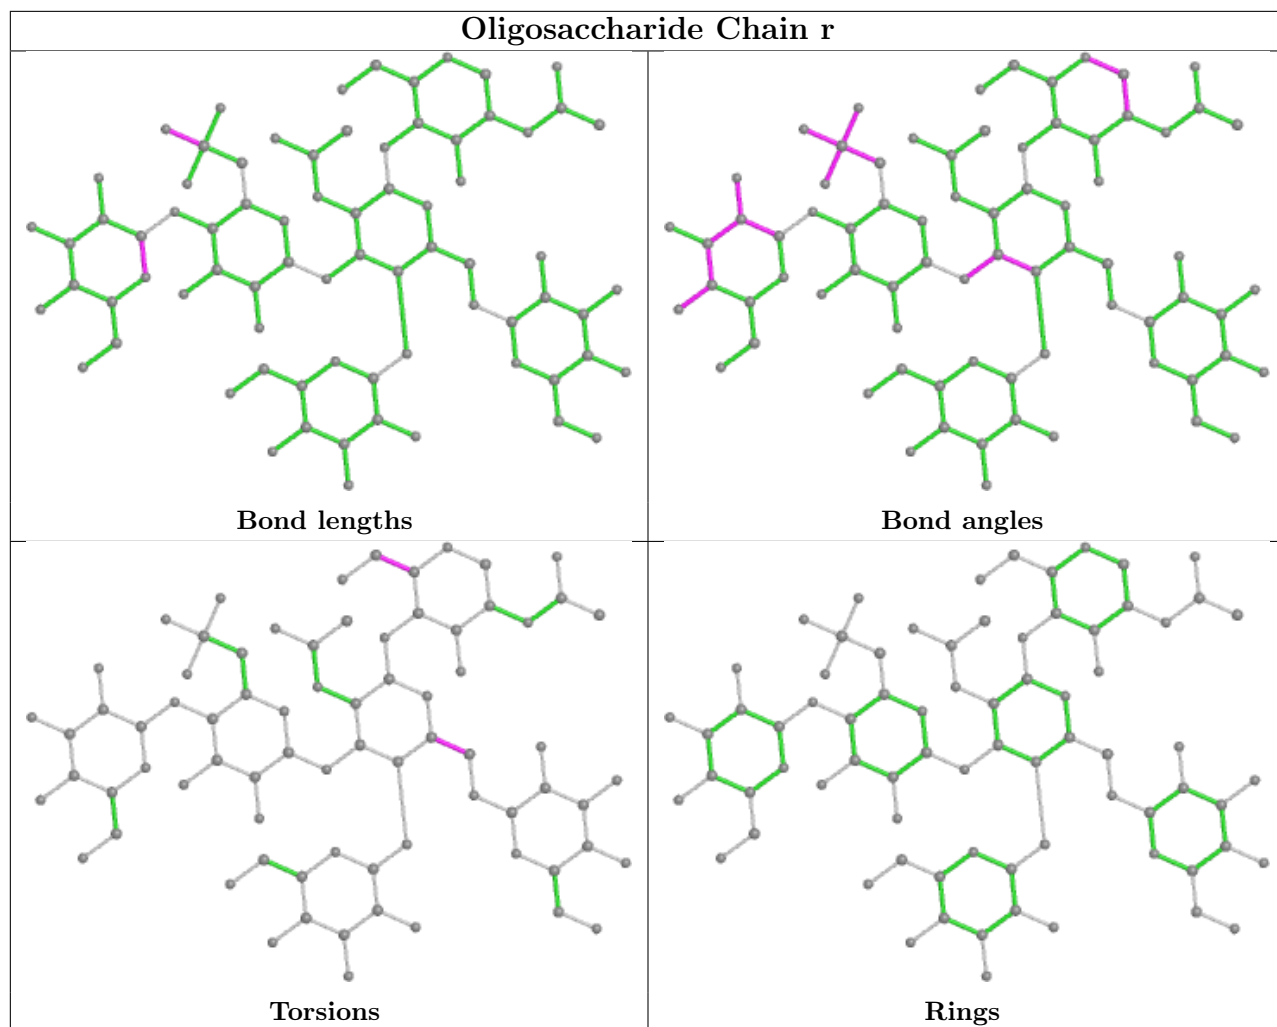 Oligosaccharide Chain r
Bond lengths
Bond angles
Torsions
Rings